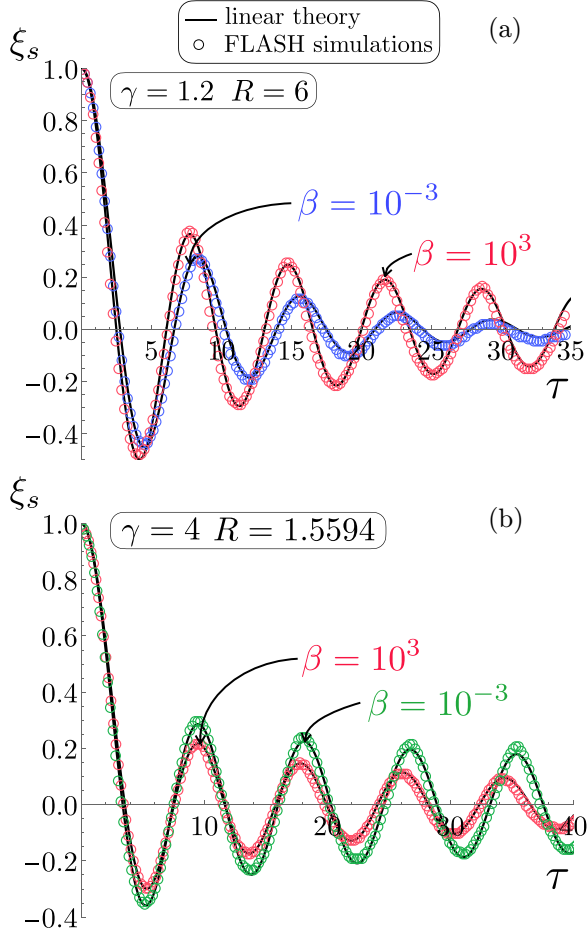 linear theory
FLASH simulations
(a)
ξₛ
γ = 1.2 R = 6
1.0
0.8
0.6
0.4
0.2
0.0
−0.2
−0.4
β = 10⁻³
β = 10³
5 10 15 20 25 30 35
τ
(b)
ξₛ
γ = 4 R = 1.5594
1.0
0.8
0.6
0.4
0.2
0.0
−0.2
−0.4
β = 10³
β = 10⁻³
10 20 30 40
τ